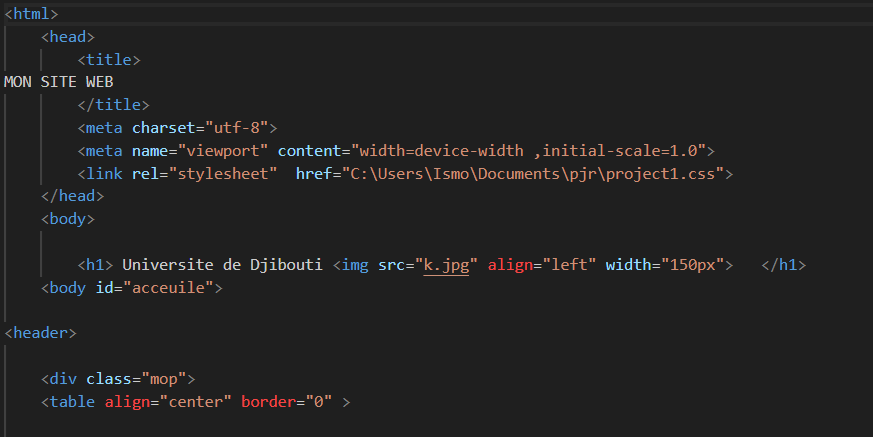 <html>
<head>
<title>
MON SITE WEB
</title>
<meta charset="utf-8">
<meta name="viewport" content="width=device-width ,initial-scale=1.0">
<link rel="stylesheet"  href="C:\Users\Ismo\Documents\pjr\project1.css">
</head>
<body>
<h1> Universite de Djibouti <img src="k.jpg" align="left" width="150px">   </h1>
<body id="acceuile">
<header>
<div class="mop">
<table align="center" border="0" >